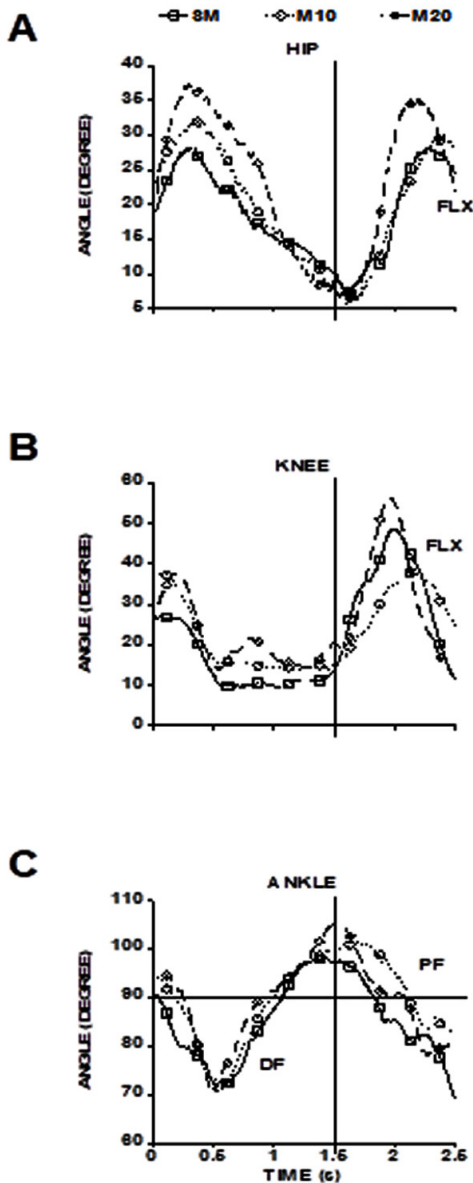 8M M10 M20
A
HIP
ANGLE (DEGREE)
40
35
30
25
20
15
10
5
FLX
B
KNEE
ANGLE (DEGREE)
60
50
40
30
20
10
0
FLX
C
ANKLE
ANGLE (DEGREE)
110
100
90
80
70
60
PF
DF
0 0.5 1 1.5 2 2.5
TIME (s)